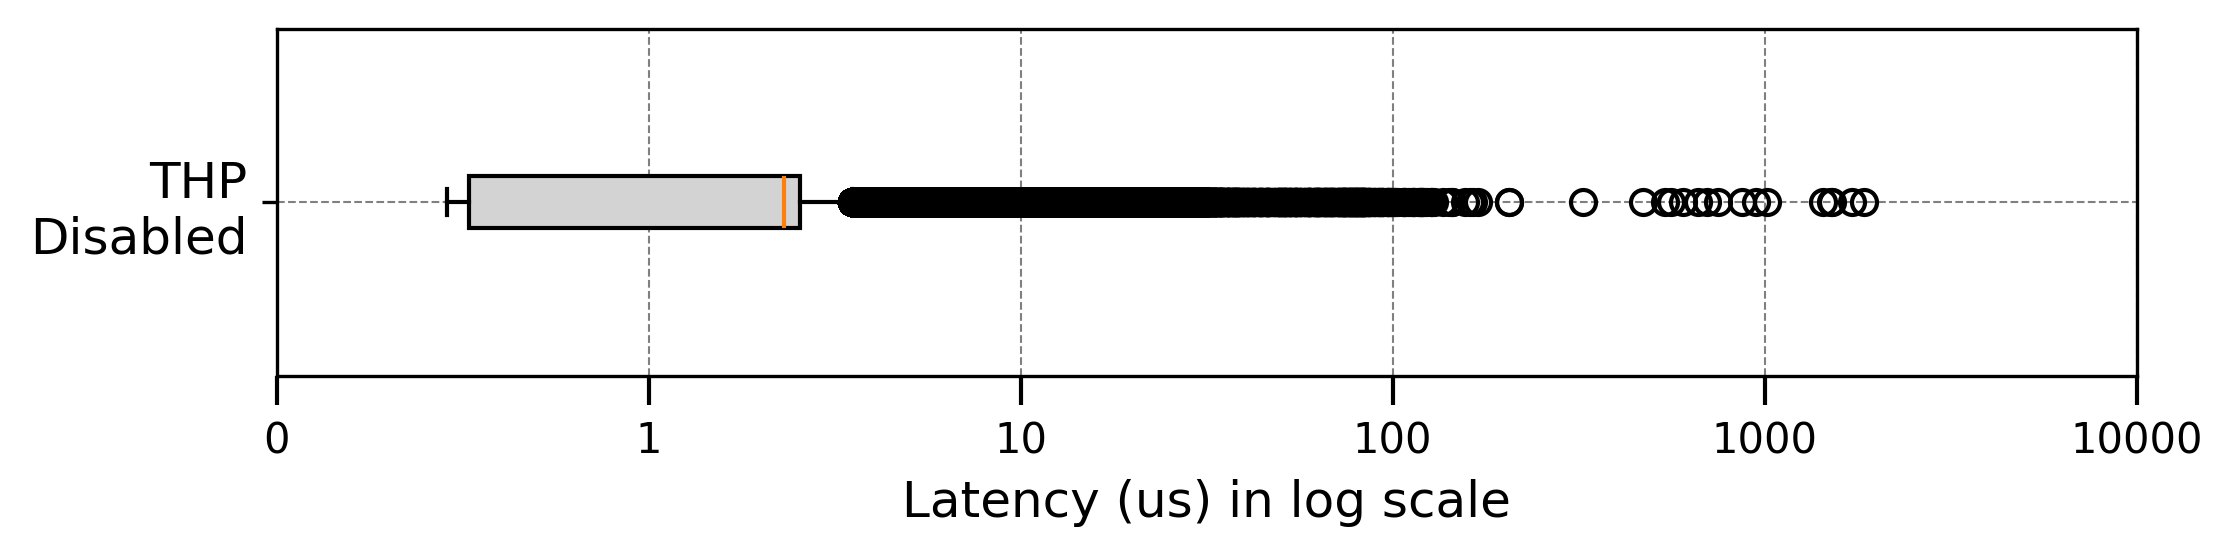 THP
Disabled
0 1 10 100 1000 10000
Latency (us) in log scale